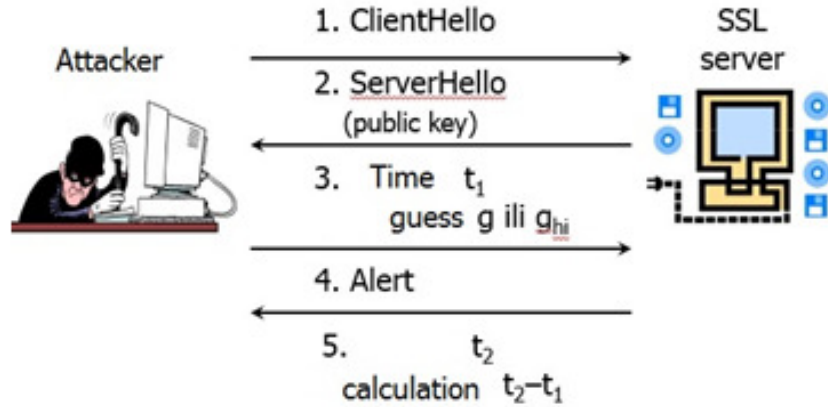 Attacker
1. ClientHello
SSL
server
2. ServerHello
(public key)
3. Time t₁
guess g ili g_hi
4. Alert
5. t₂
calculation t₂–t₁